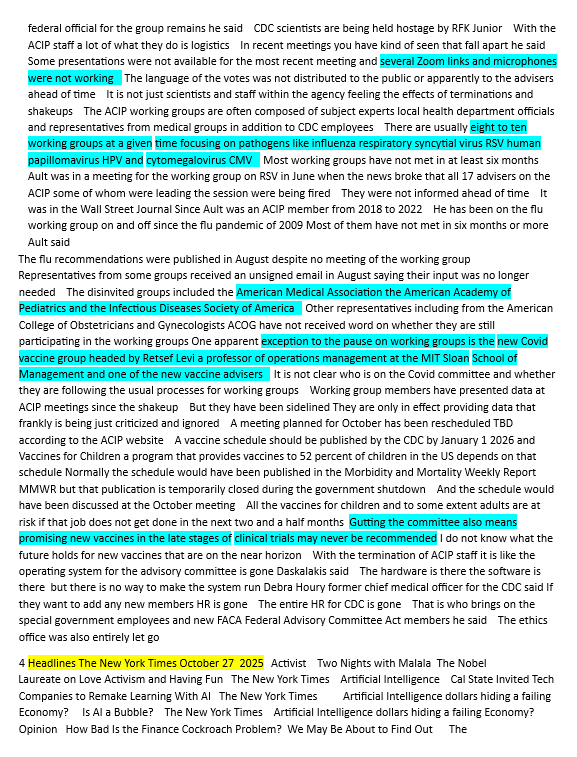 federal official for the group remains he said CDC scientists are being held hostage by RFK Junior With the
ACIP staff a lot of what they do is logistics In recent meetings you have kind of seen that fall apart he said
Some presentations were not available for the most recent meeting and several Zoom links and microphones
were not working The language of the votes was not distributed to the public or apparently to the advisers
ahead of time It is not just scientists and staff within the agency feeling the effects of terminations and
shakeups The ACIP working groups are often composed of subject experts local health department officials
and representatives from medical groups in addition to CDC employees There are usually eight to ten
working groups at a given time focusing on pathogens like influenza respiratory syncytial virus RSV human
papillomavirus HPV and cytomegalovirus CMV Most working groups have not met in at least six months
Ault was in a meeting for the working group on RSV in June when the news broke that all 17 advisers on the
ACIP some of whom were leading the session were being fired They were not informed ahead of time It
was in the Wall Street Journal Since Ault was an ACIP member from 2018 to 2022 He has been on the flu
working group on and off since the flu pandemic of 2009 Most of them have not met in six months or more
Ault said
The flu recommendations were published in August despite no meeting of the working group
Representatives from some groups received an unsigned email in August saying their input was no longer
needed The disinvited groups included the American Medical Association the American Academy of
Pediatrics and the Infectious Diseases Society of America Other representatives including from the American
College of Obstetricians and Gynecologists ACOG have not received word on whether they are still
participating in the working groups One apparent exception to the pause on working groups is the new Covid
vaccine group headed by Retsef Levi a professor of operations management at the MIT Sloan School of
Management and one of the new vaccine advisers It is not clear who is on the Covid committee and whether
they are following the usual processes for working groups Working group members have presented data at
ACIP meetings since the shakeup But they have been sidelined They are only in effect providing data that
frankly is being just criticized and ignored A meeting planned for October has been rescheduled TBD
according to the ACIP website A vaccine schedule should be published by the CDC by January 1 2026 and
Vaccines for Children a program that provides vaccines to 52 percent of children in the US depends on that
schedule Normally the schedule would have been published in the Morbidity and Mortality Weekly Report
MMWR but that publication is temporarily closed during the government shutdown And the schedule would
have been discussed at the October meeting All the vaccines for children and to some extent adults are at
risk if that job does not get done in the next two and a half months Gutting the committee also means
promising new vaccines in the late stages of clinical trials may never be recommended I do not know what the
future holds for new vaccines that are on the near horizon With the termination of ACIP staff it is like the
operating system for the advisory committee is gone Daskalakis said The hardware is there the software is
there but there is no way to make the system run Debra Houry former chief medical officer for the CDC said If
they want to add any new members HR is gone The entire HR for CDC is gone That is who brings on the
special government employees and new FACA Federal Advisory Committee Act members he said The ethics
office was also entirely let go
4 Headlines The New York Times October 27 2025 Activist Two Nights with Malala The Nobel
Laureate on Love Activism and Having Fun The New York Times Artificial Intelligence Cal State Invited Tech
Companies to Remake Learning With AI The New York Times Artificial Intelligence dollars hiding a failing
Economy? Is AI a Bubble? The New York Times Artificial Intelligence dollars hiding a failing Economy?
Opinion How Bad Is the Finance Cockroach Problem? We May Be About to Find Out The